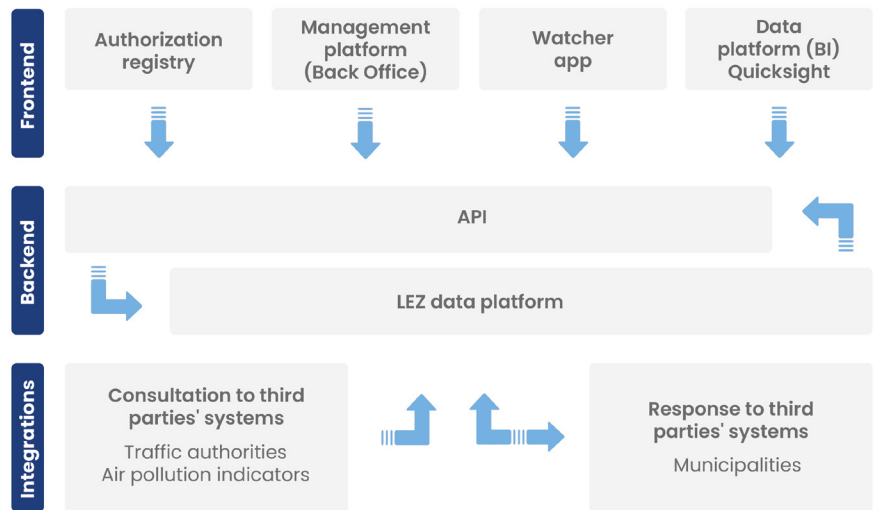 Frontend
Authorization
registry
Management
platform
(Back Office)
Watcher
app
Data
platform (BI)
Quicksight
Backend
API
LEZ data platform
Integrations
Consultation to third
parties' systems
Traffic authorities
Air pollution indicators
Response to third
parties' systems
Municipalities